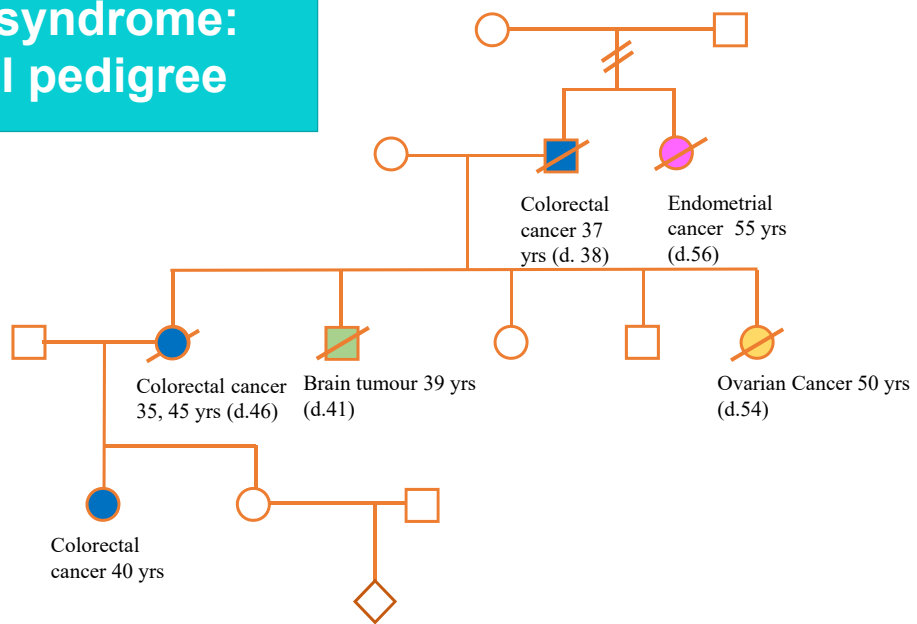 syndrome:
l pedigree
Colorectal
cancer 37
yrs (d. 38)
Endometrial
cancer 55 yrs
(d.56)
Colorectal cancer
35, 45 yrs (d.46)
Brain tumour 39 yrs
(d.41)
Ovarian Cancer 50 yrs
(d.54)
Colorectal
cancer 40 yrs